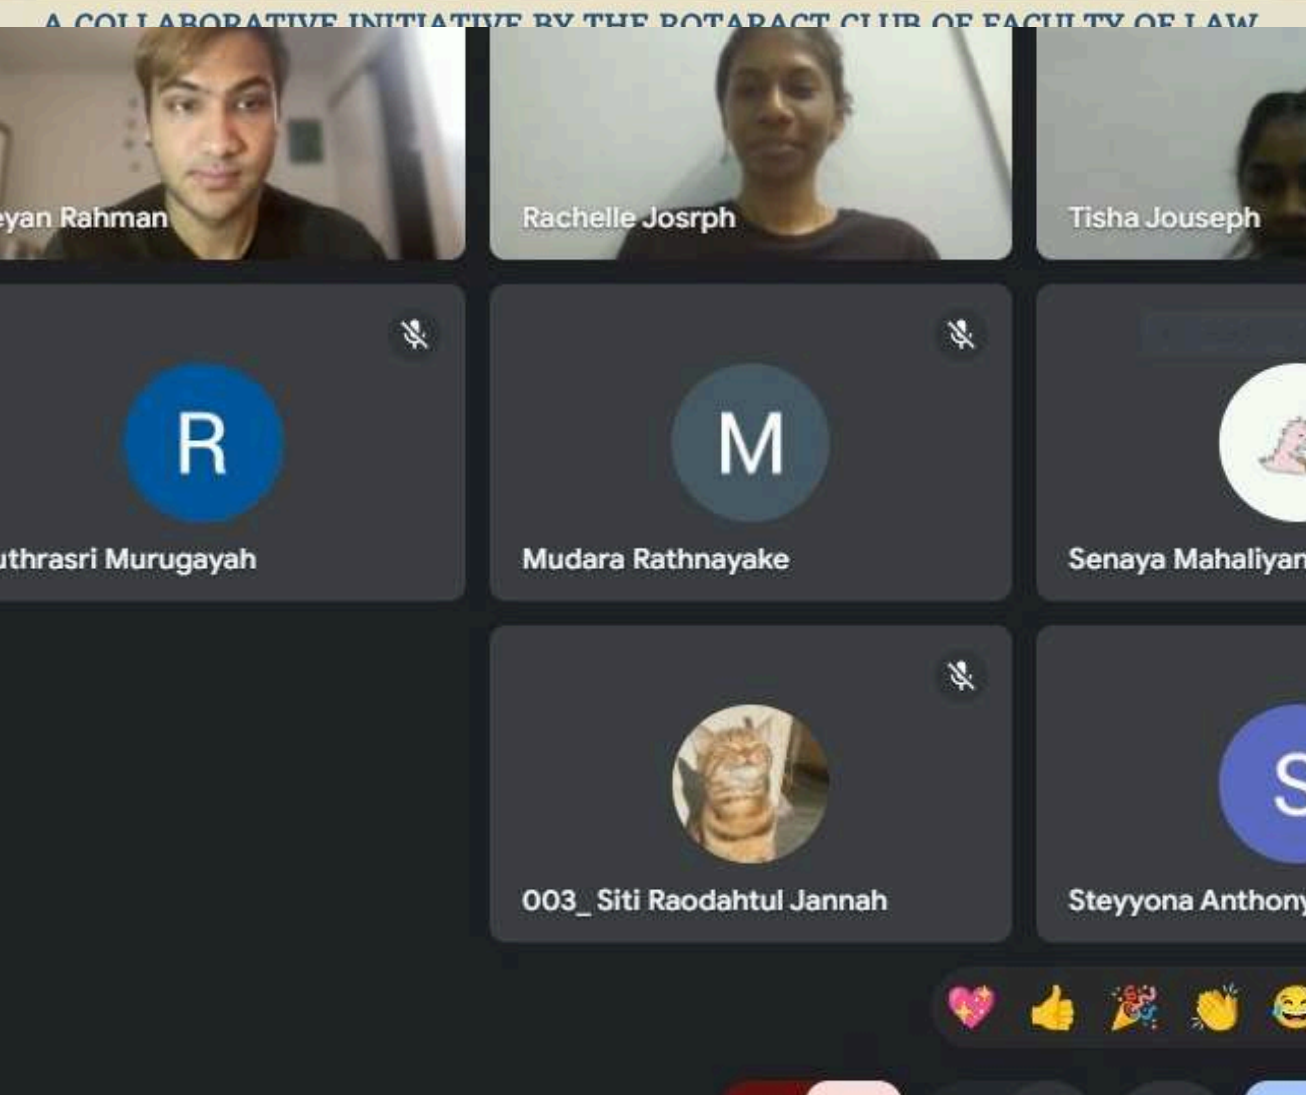 A COLLABORATIVE INITIATIVE BY THE ROTARACT CLUB OF FACULTY OF LAW
eyan Rahman
Rachelle Josrph
Tisha Jouseph
R
M
uthrasri Murugayah
Mudara Rathnayake
Senaya Mahaliyan
S
003_ Siti Raodahtul Jannah
Steyyona Anthony